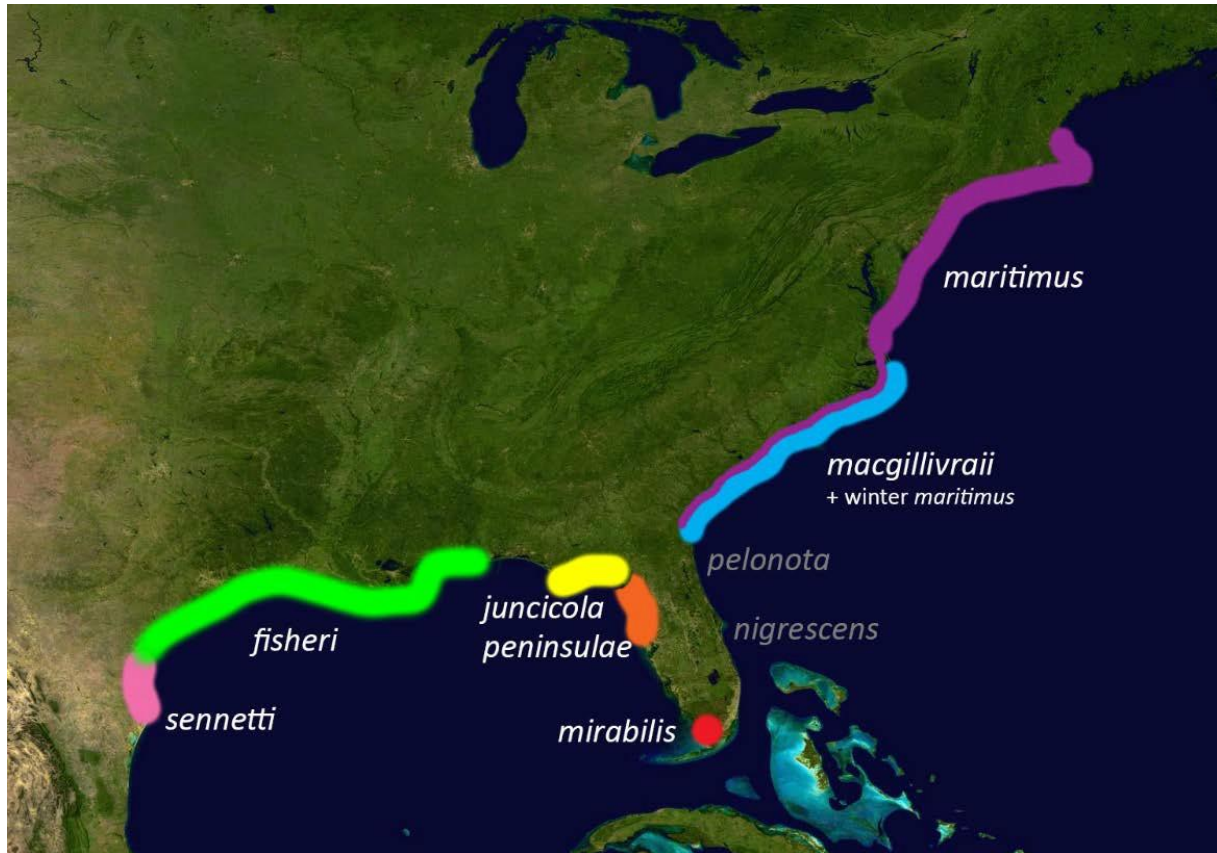 maritimus
macgillivraii
+ winter maritimus
pelonota
juncicola
nigrescens
fisheri
peninsulae
sennetti
mirabilis